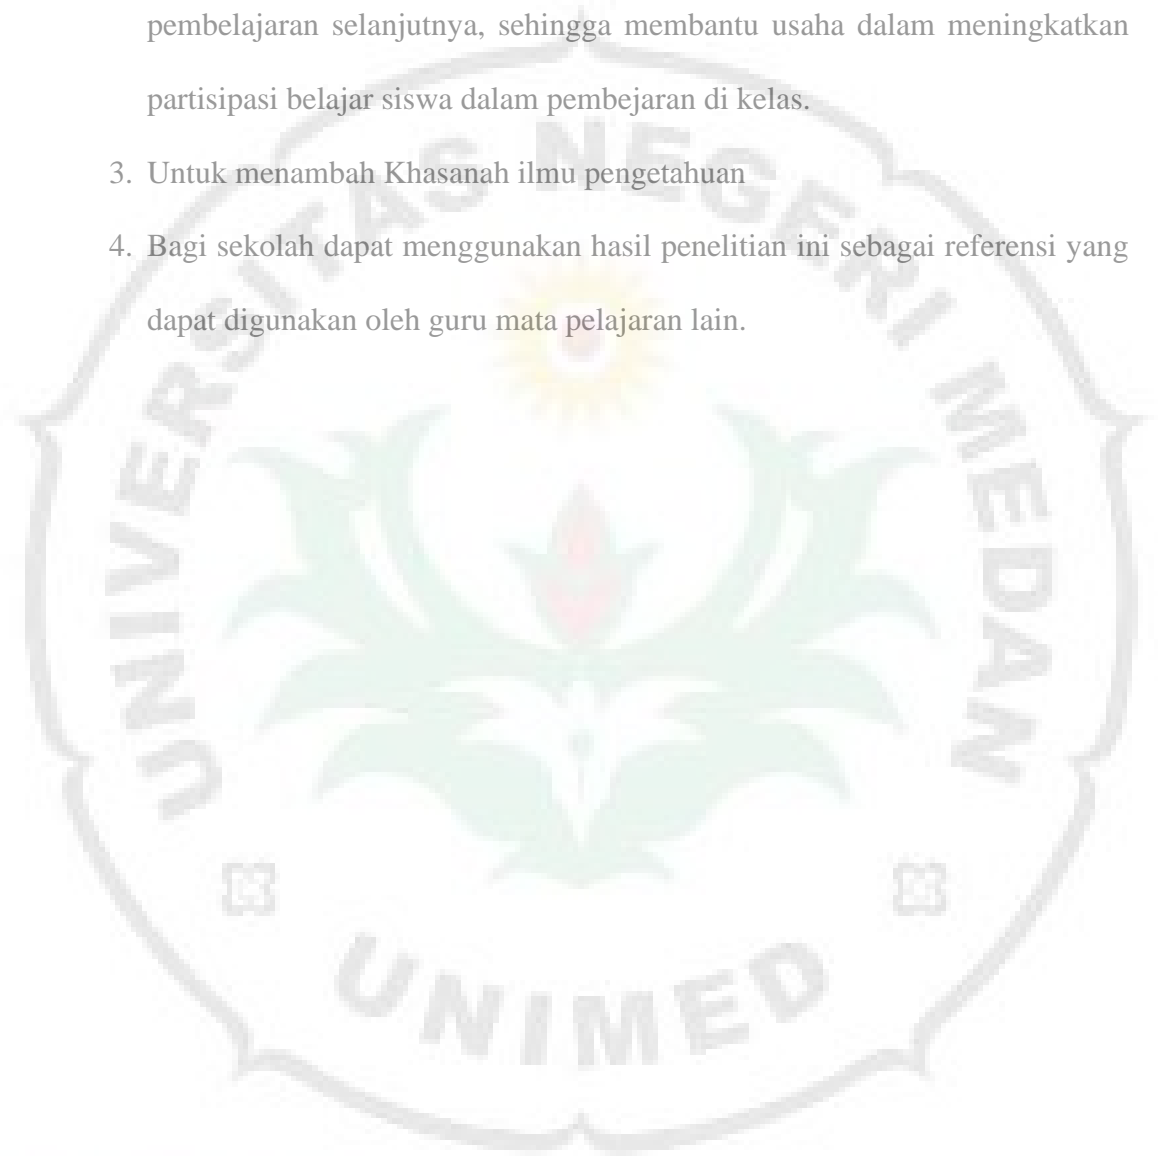 pembelajaran selanjutnya, sehingga membantu usaha dalam meningkatkan
partisipasi belajar siswa dalam pembejaran di kelas.
3. Untuk menambah Khasanah ilmu pengetahuan
4. Bagi sekolah dapat menggunakan hasil penelitian ini sebagai referensi yang
dapat digunakan oleh guru mata pelajaran lain.
UNIVERSITAS NEGERI MEDAN
UNIMED